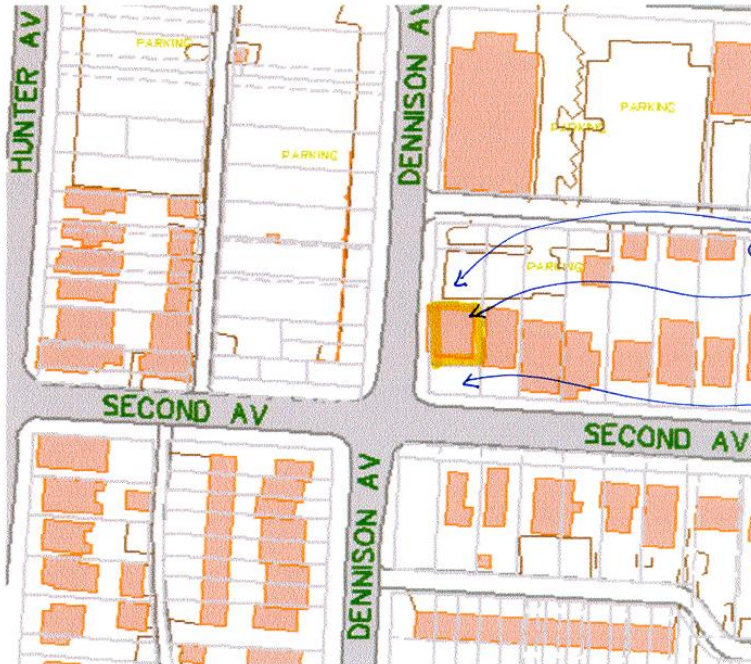 HUNTER AV
PARKING
DENNISON AV
PARKING
PARKING
PARKING
PARKING
SECOND AV
SECOND AV
DENNISON AV